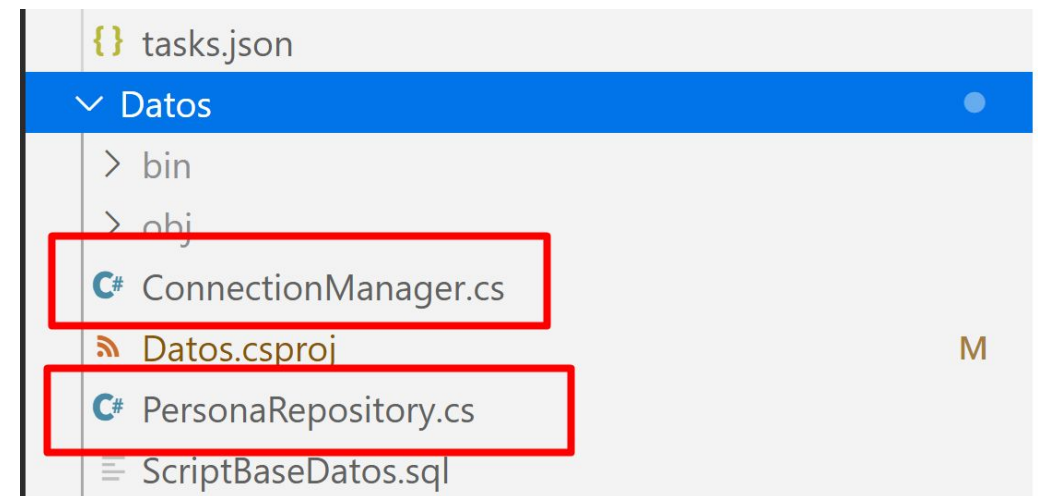 {} tasks.json
Datos
bin
obj
C# ConnectionManager.cs
Datos.csproj M
C# PersonaRepository.cs
ScriptBaseDatos.sql